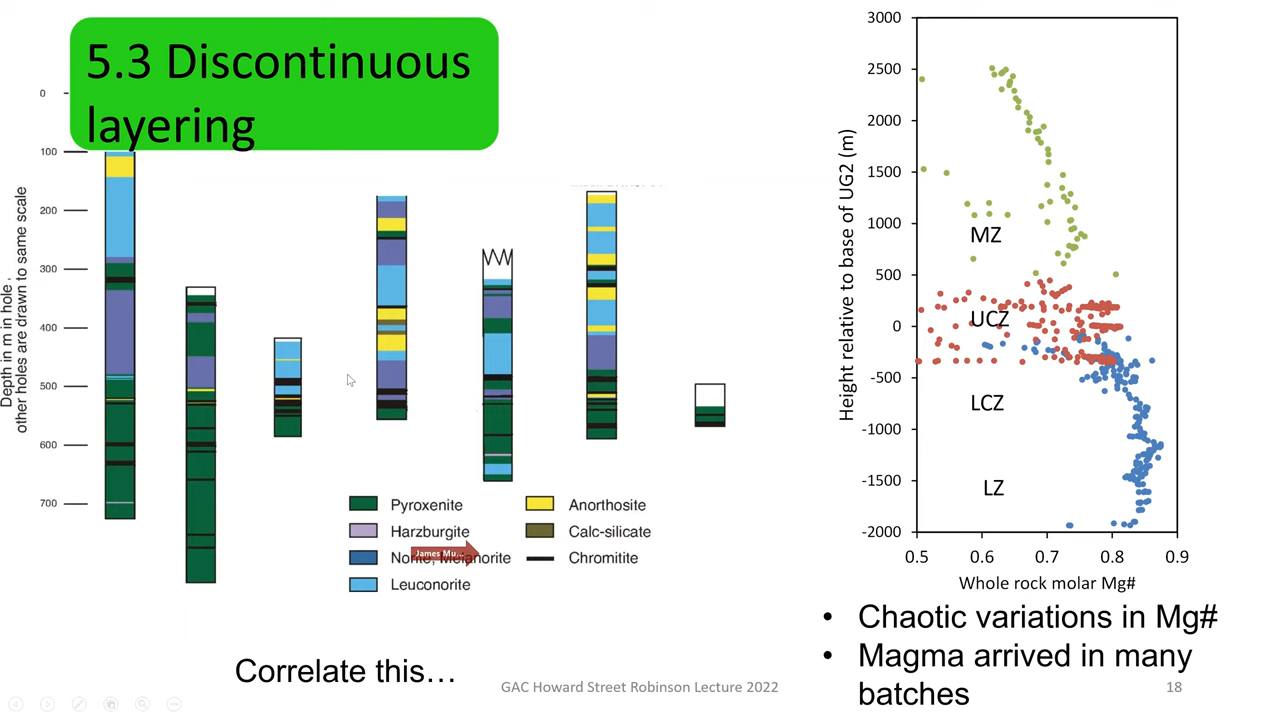 5.3 Discontinuous
layering
Depth in m in hole ,
other holes are drawn to same scale
0
100
200
300
400
500
600
700
Pyroxenite
Harzburgite
Norite, Melanorite
Leuconorite
Anorthosite
Calc-silicate
Chromitite
James Mu...
Correlate this…
Height relative to base of UG2 (m)
3000
2500
2000
1500
1000
500
0
-500
-1000
-1500
-2000
MZ
UCZ
LCZ
LZ
0.5 0.6 0.7 0.8 0.9
Whole rock molar Mg#
• Chaotic variations in Mg#
• Magma arrived in many
batches
GAC Howard Street Robinson Lecture 2022
18